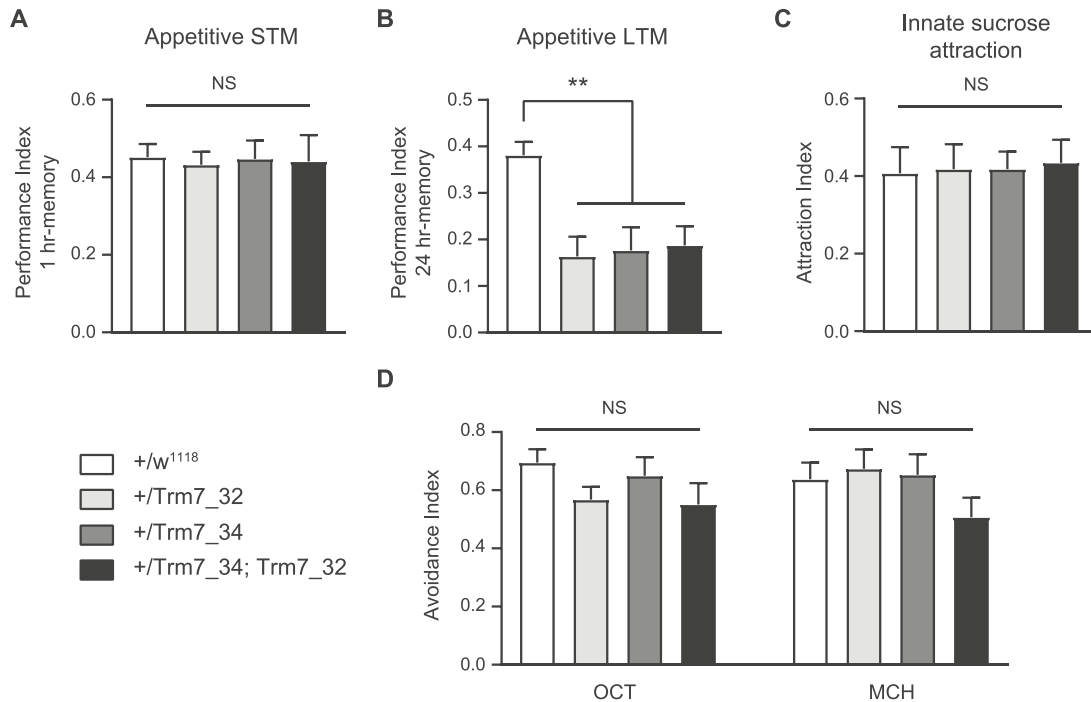 A
Appetitive STM
NS
0.6
0.4
0.2
0.0
Performance Index
1 hr-memory
B
Appetitive LTM
**
0.5
0.4
0.3
0.2
0.1
0.0
Performance Index
24 hr-memory
C
Innate sucrose
attraction
NS
0.6
0.4
0.2
0.0
Attraction Index
+/w¹¹¹⁸
+/Trm7_32
+/Trm7_34
+/Trm7_34; Trm7_32
D
NS
NS
0.8
0.6
0.4
0.2
0.0
Avoidance Index
OCT
MCH